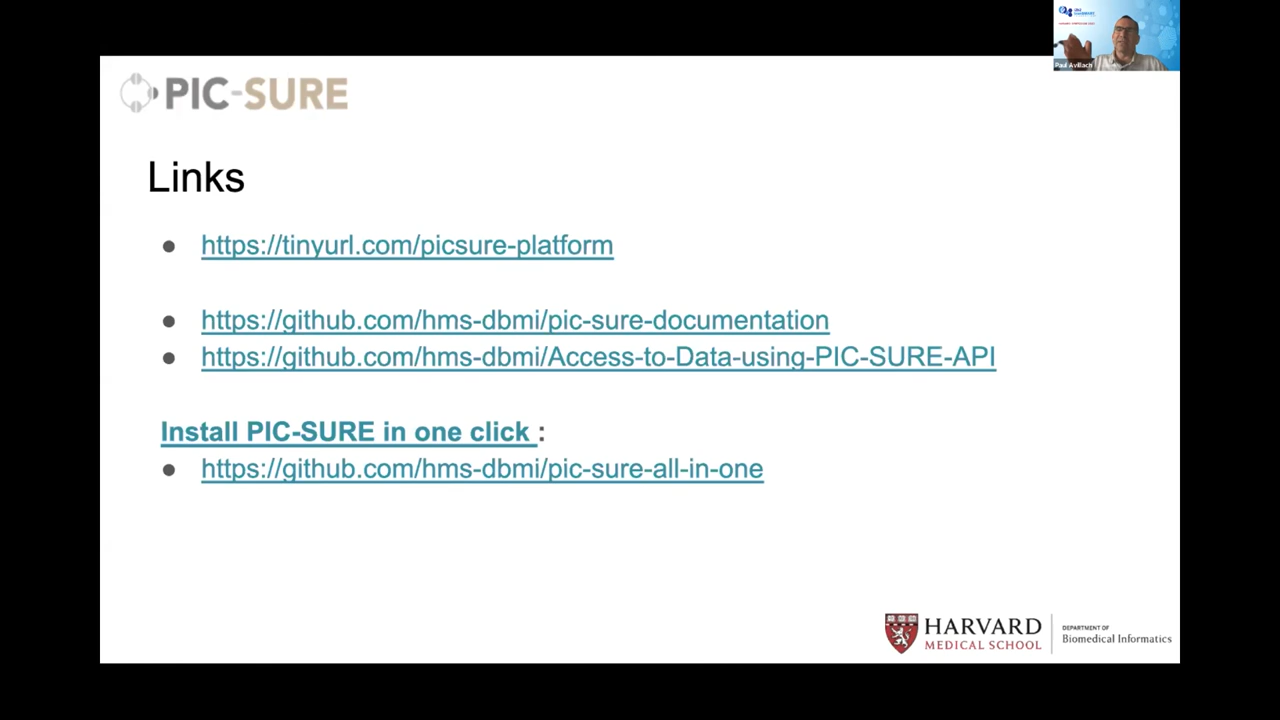 PIC-SURE
Paul Avillach
Links
https://tinyurl.com/picsure-platform
https://github.com/hms-dbmi/pic-sure-documentation
https://github.com/hms-dbmi/Access-to-Data-using-PIC-SURE-API
Install PIC-SURE in one click :
https://github.com/hms-dbmi/pic-sure-all-in-one
HARVARD
MEDICAL SCHOOL
DEPARTMENT OF
Biomedical Informatics